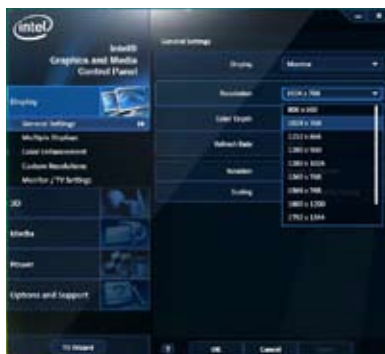 intel
Intel®
Graphics and Media
Control Panel
Display
General Settings
Multiple Displays
Color Enhancement
Custom Resolutions
Monitor / TV Settings
3D
Media
Power
Options and Support
TV Wizard
General Settings
Display
Monitor
Resolution
1024 x 768
Color Depth
Refresh Rate
Rotation
Scaling
800 x 600
1024 x 768
1280 x 1024
1360 x 768
OK
Cancel